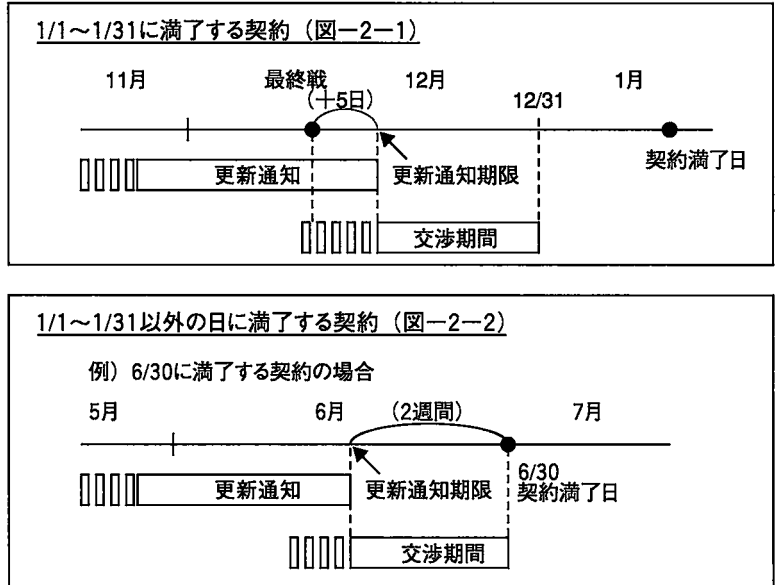 1/1～1/31に満了する契約（図ー2ー1）
11月 最終戦 12月 1月
（＋5日） 12/31
契約満了日
更新通知 更新通知期限
交渉期間
1/1～1/31以外の日に満了する契約（図ー2ー2）
例）6/30に満了する契約の場合
5月 6月 （2週間） 7月
6/30
更新通知 更新通知期限 契約満了日
交渉期間